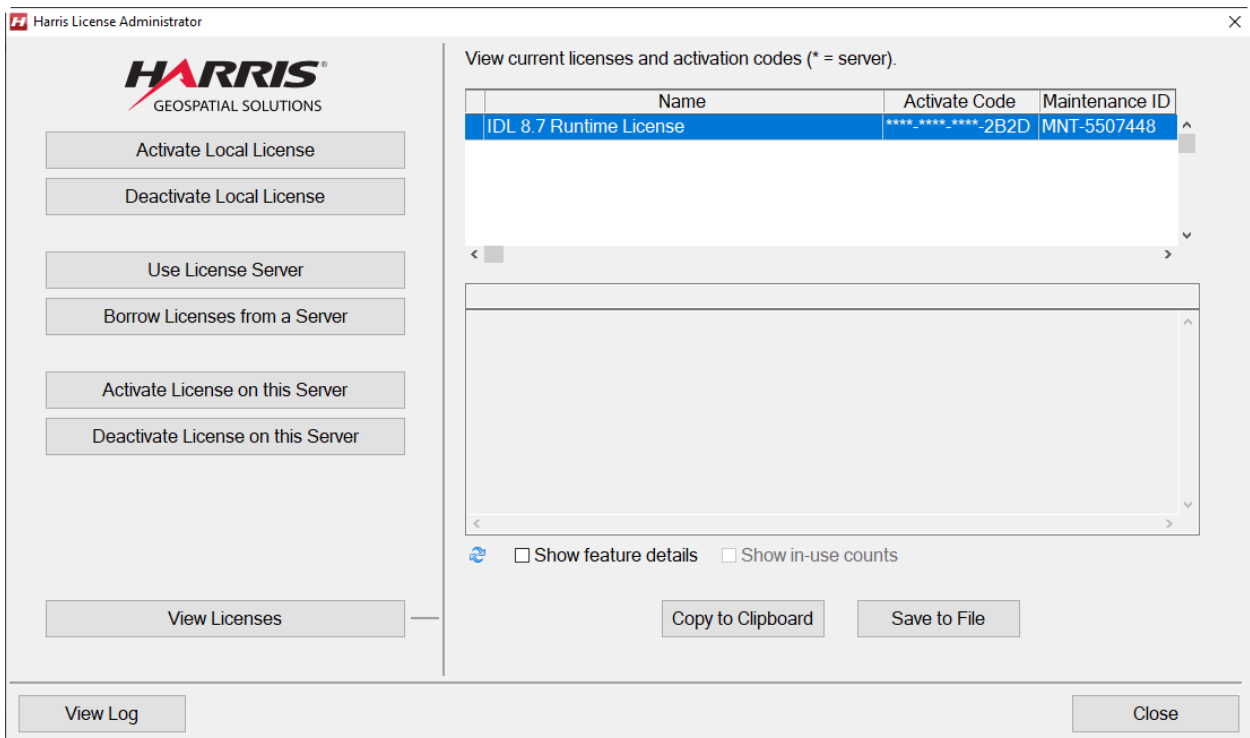 Harris License Administrator
HARRIS®
GEOSPATIAL SOLUTIONS
Activate Local License
Deactivate Local License
Use License Server
Borrow Licenses from a Server
Activate License on this Server
Deactivate License on this Server
View Licenses
View current licenses and activation codes (* = server).
Name Activate Code Maintenance ID
IDL 8.7 Runtime License ****-****-****-2B2D MNT-5507448
Show feature details Show in-use counts
Copy to Clipboard Save to File
View Log Close